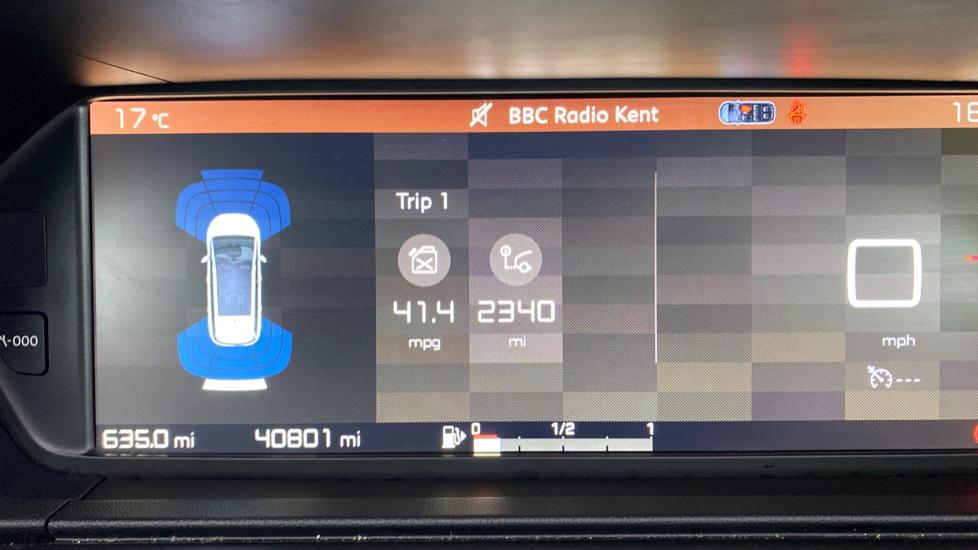 17 °C BBC Radio Kent
Trip 1
41.4 2340
mpg mi
mph
---
-000
635.0 mi 40801 mi 0 1/2 1